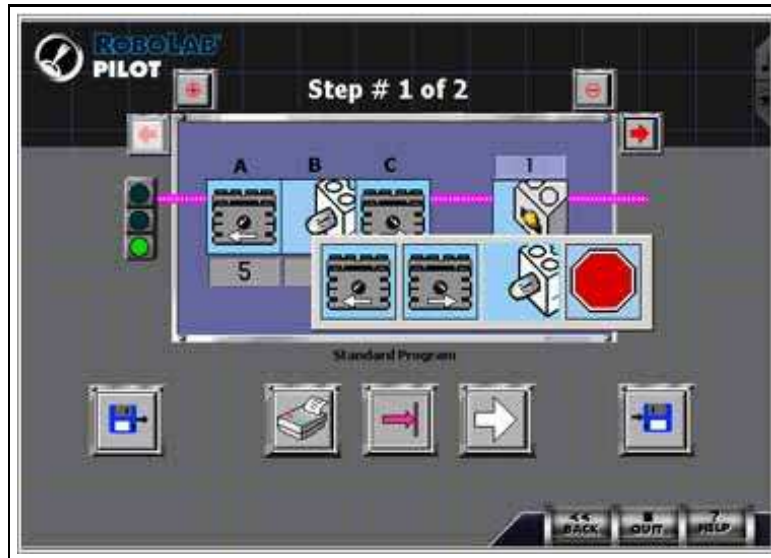 ROBOLAB
PILOT
Step # 1 of 2
A B C 1
5
Standard Program
<<
BACK
QUIT
?
HELP